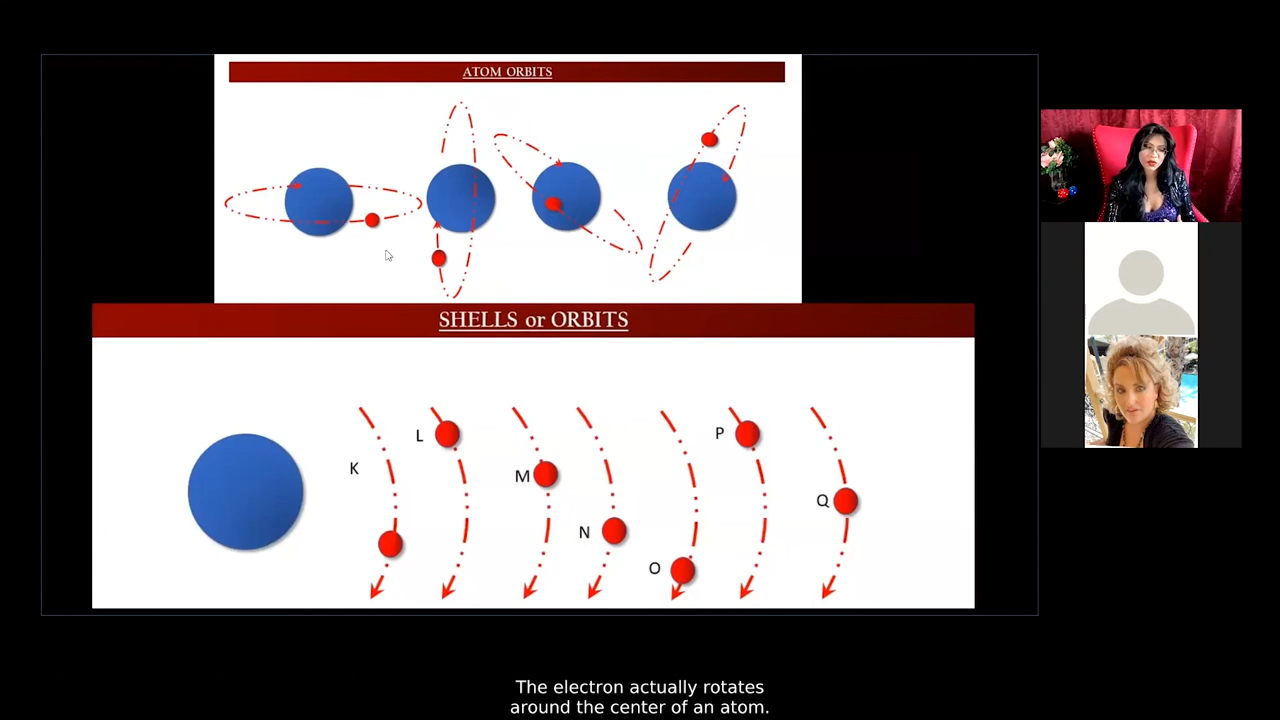 ATOM ORBITS
SHELLS or ORBITS
K
L
M
N
O
P
Q
The electron actually rotates
around the center of an atom.